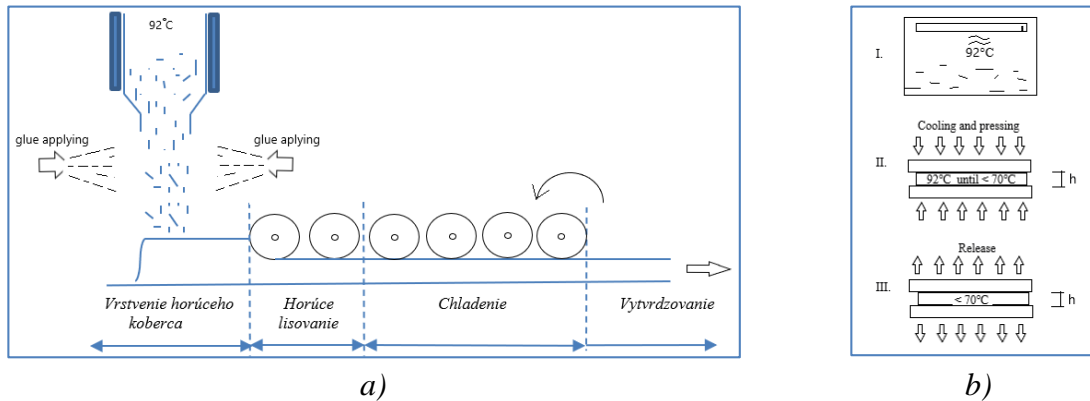 92°C
glue applying
glue aplying
Vrstvenie horúceho
koberca
Horúce
lisovanie
Chladenie
Vytvrdzovanie
a)
I.
92°C
Cooling and pressing
II.
92°C until < 70°C
h
Release
III.
< 70°C
h
b)